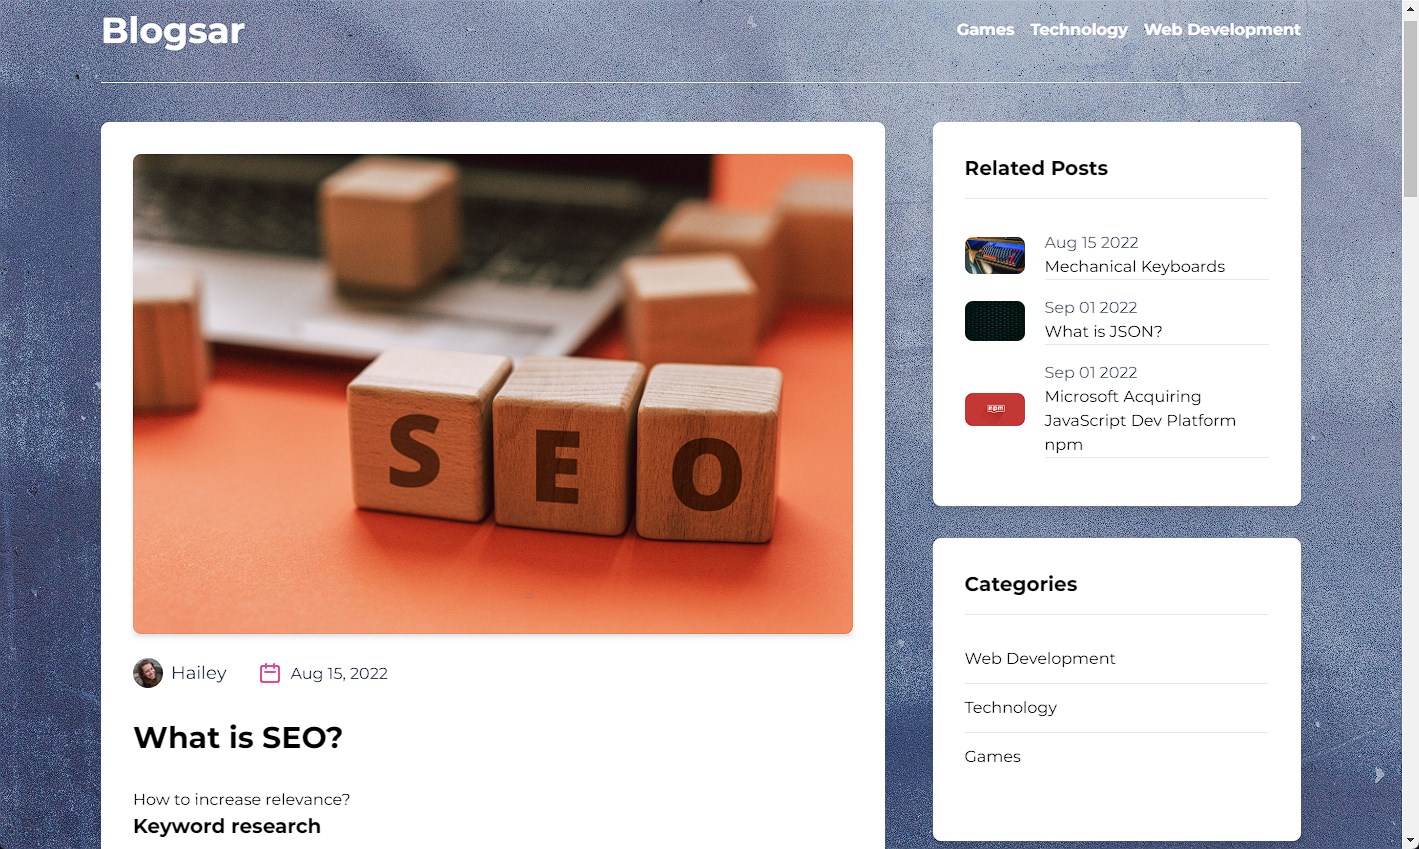 Blogsar
Games Technology Web Development
S E O
Hailey
Aug 15, 2022
What is SEO?
How to increase relevance?
Keyword research
Related Posts
Aug 15 2022
Mechanical Keyboards
Sep 01 2022
What is JSON?
Sep 01 2022
npm
Microsoft Acquiring
JavaScript Dev Platform
npm
Categories
Web Development
Technology
Games